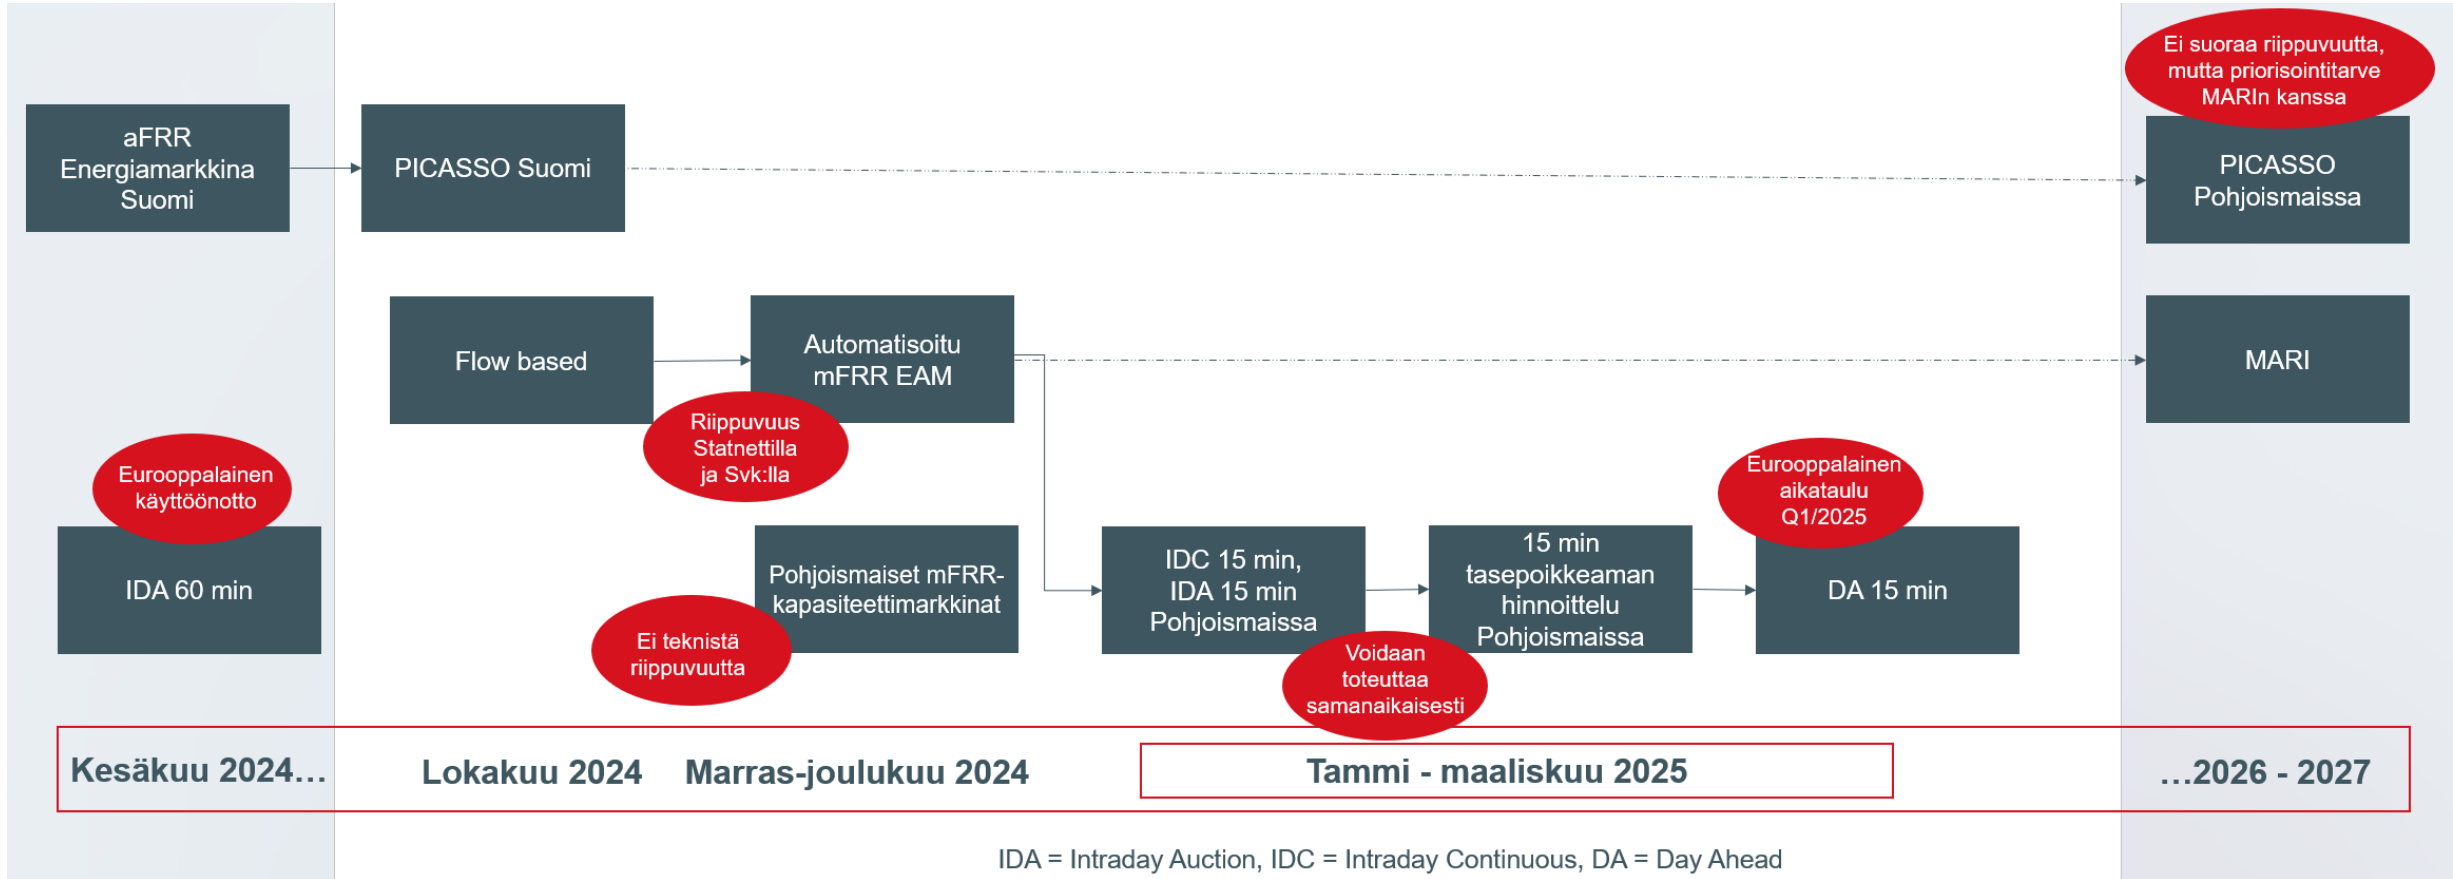 Ei suoraa riippuvuutta,
mutta priorisointitarve
MARIn kanssa
aFRR
Energiamarkkina
Suomi
PICASSO Suomi
PICASSO
Pohjoismaissa
Flow based
Automatisoitu
mFRR EAM
MARI
Riippuvuus
Statnettilla
ja Svk:lla
Eurooppalainen
käyttöönotto
IDA 60 min
Ei teknistä
riippuvuutta
Pohjoismaiset mFRR-
kapasiteettimarkkinat
IDC 15 min,
IDA 15 min
Pohjoismaissa
Voidaan
toteuttaa
samanaikaisesti
15 min
tasepoikkeaman
hinnoittelu
Pohjoismaissa
Eurooppalainen
aikataulu
Q1/2025
DA 15 min
Kesäkuu 2024…
Lokakuu 2024
Marras-joulukuu 2024
Tammi - maaliskuu 2025
…2026 - 2027
IDA = Intraday Auction, IDC = Intraday Continuous, DA = Day Ahead